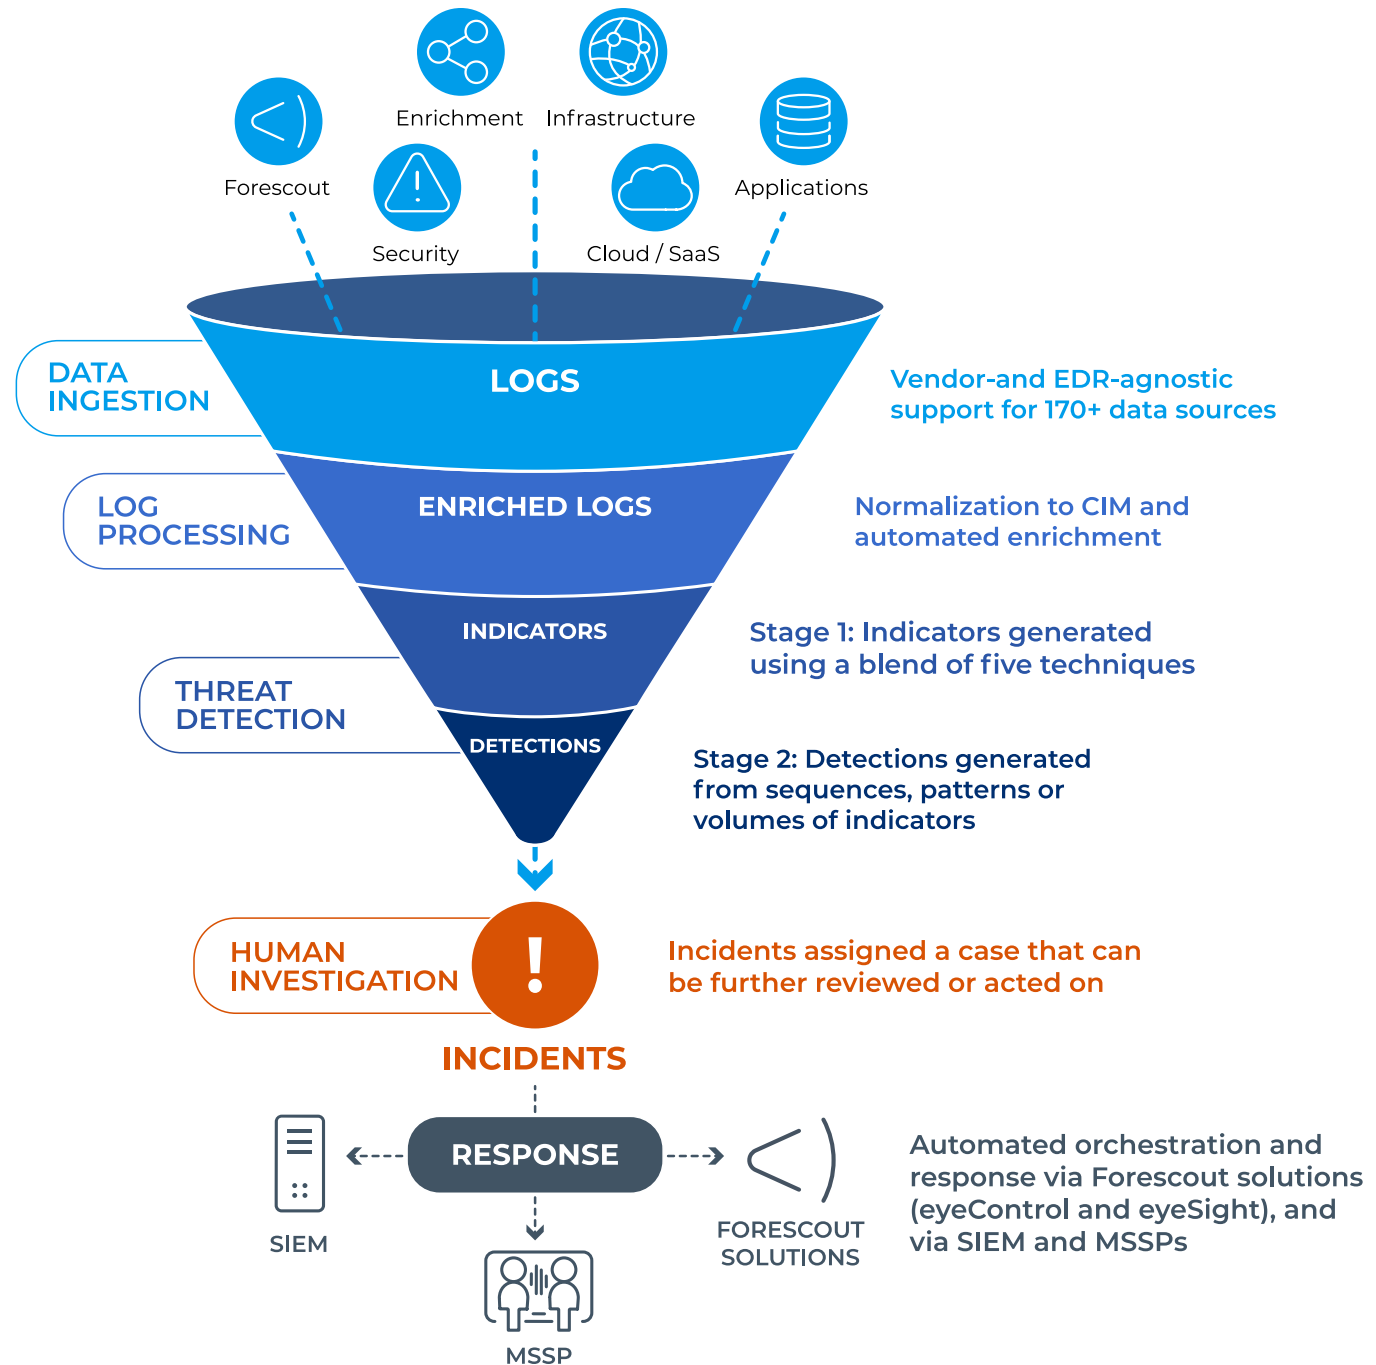 Enrichment
Infrastructure
Forescout
Applications
Security
Cloud / SaaS
DATA
INGESTION
LOGS
Vendor-and EDR-agnostic
support for 170+ data sources
LOG
PROCESSING
ENRICHED LOGS
Normalization to CIM and
automated enrichment
INDICATORS
Stage 1: Indicators generated
using a blend of five techniques
THREAT
DETECTION
DETECTIONS
Stage 2: Detections generated
from sequences, patterns or
volumes of indicators
HUMAN
INVESTIGATION
!
Incidents assigned a case that can
be further reviewed or acted on
INCIDENTS
RESPONSE
SIEM
MSSP
FORESCOUT
SOLUTIONS
Automated orchestration and
response via Forescout solutions
(eyeControl and eyeSight), and
via SIEM and MSSPs